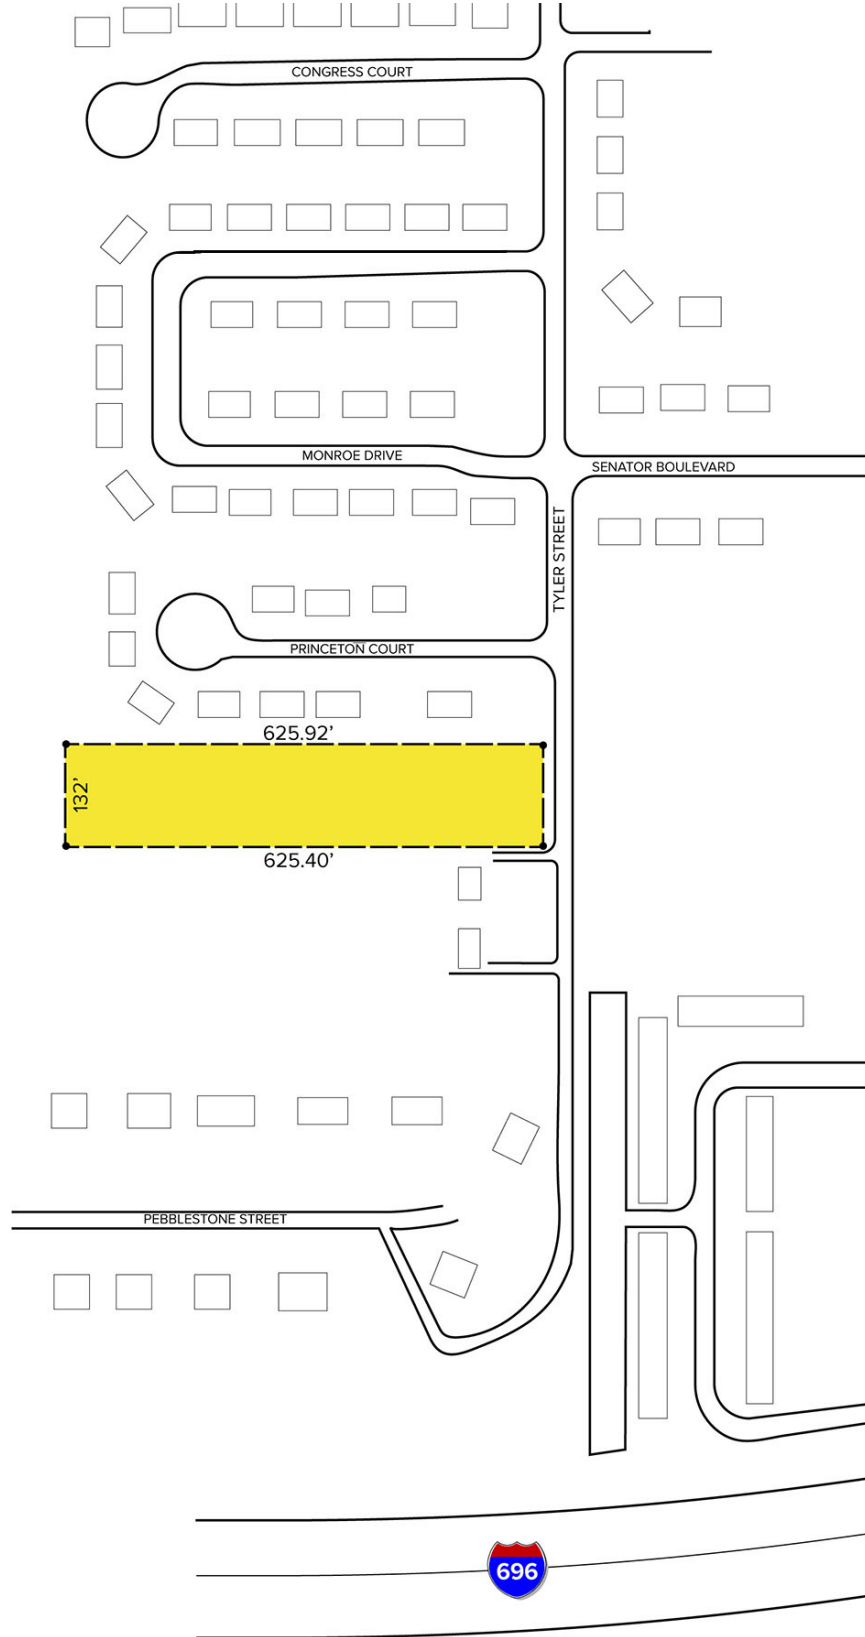 CONGRESS COURT
MONROE DRIVE
SENATOR BOULEVARD
TYLER STREET
PRINCETON COURT
625.92’
132’
625.40’
PEBBLESTONE STREET
696